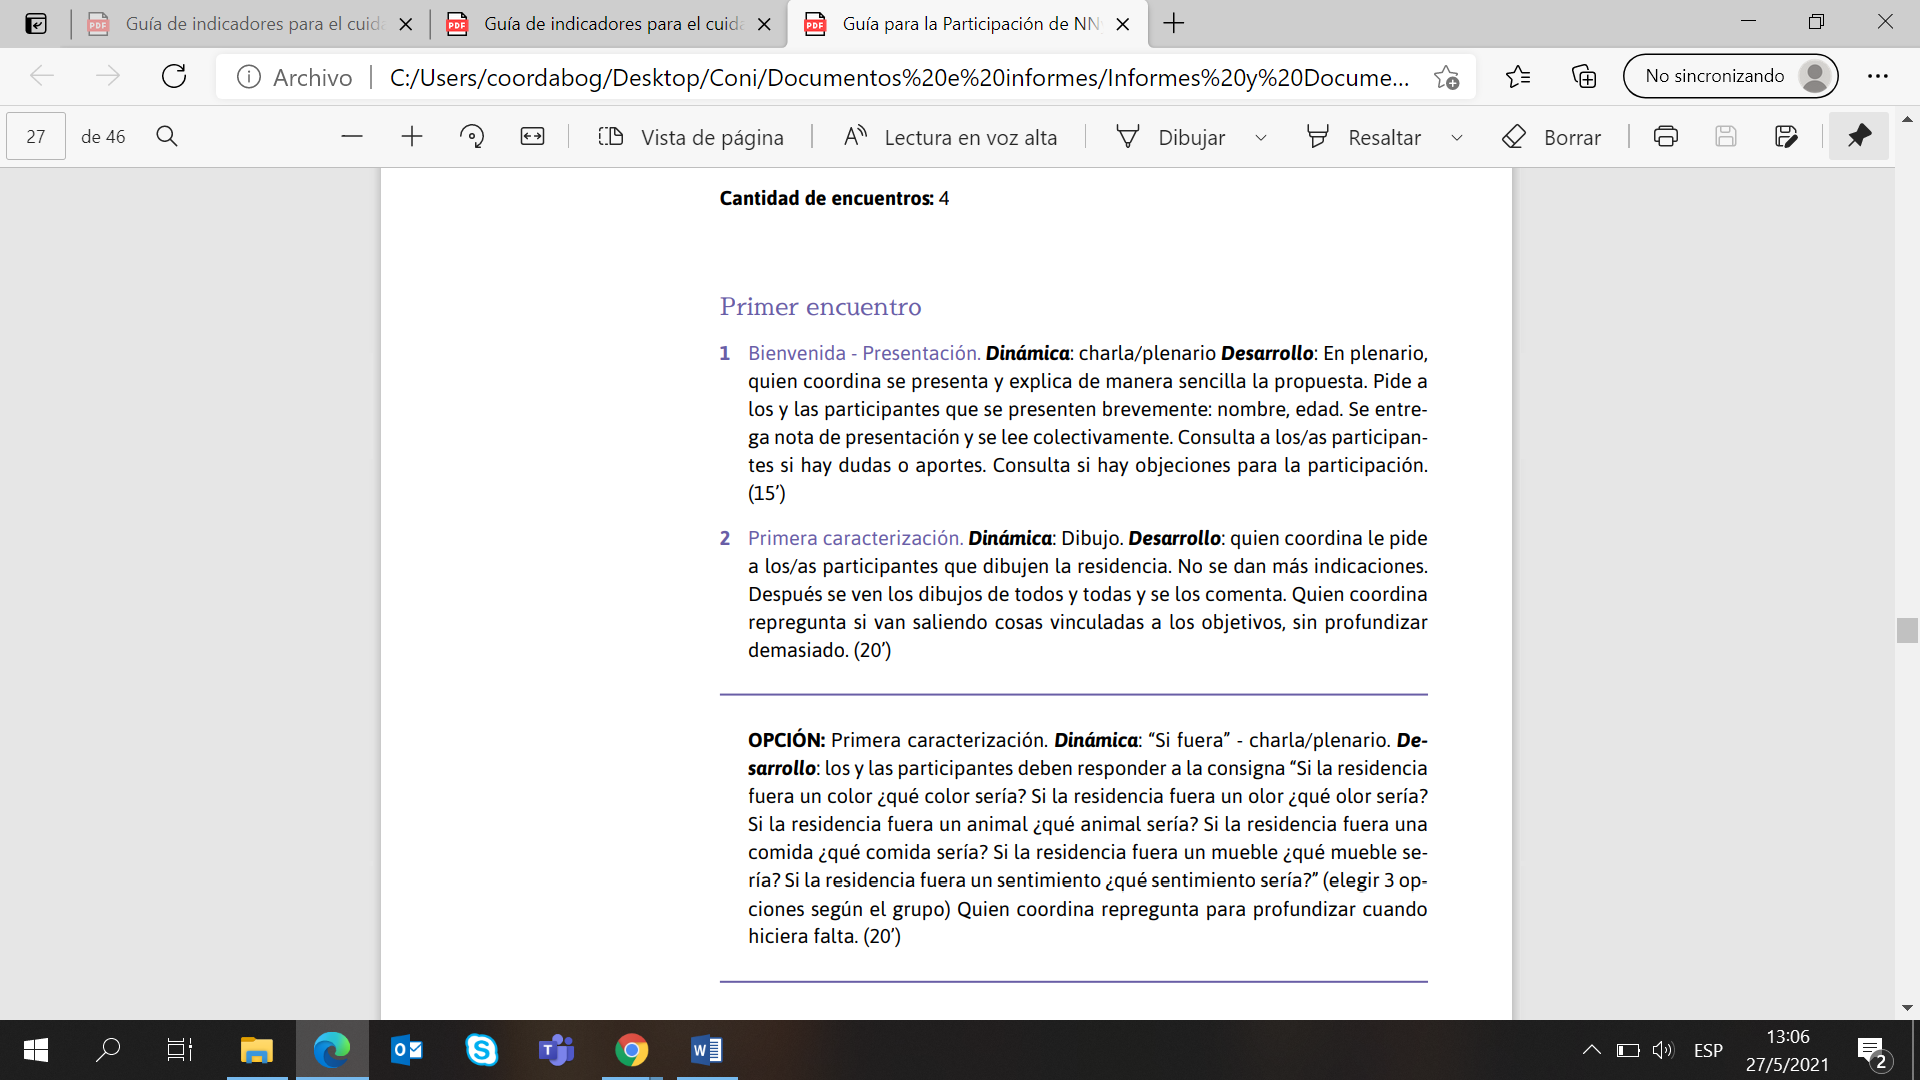 Guía de indicadores para el cuida
Guía de indicadores para el cuida
Guía para la Participación de NN
Archivo
C:/Users/coordabog/Desktop/Coni/Documentos%20e%20informes/Informes%20y%20Docume...
No sincronizando
27 de 46
Vista de página
Lectura en voz alta
Dibujar
Resaltar
Borrar
Cantidad de encuentros: 4
Primer encuentro
1 Bienvenida - Presentación. Dinámica: charla/plenario Desarrollo: En plenario,
quien coordina se presenta y explica de manera sencilla la propuesta. Pide a
los y las participantes que se presenten brevemente: nombre, edad. Se entre-
ga nota de presentación y se lee colectivamente. Consulta a los/as participan-
tes si hay dudas o aportes. Consulta si hay objeciones para la participación.
(15’)
2 Primera caracterización. Dinámica: Dibujo. Desarrollo: quien coordina le pide
a los/as participantes que dibujen la residencia. No se dan más indicaciones.
Después se ven los dibujos de todos y todas y se los comenta. Quien coordina
repregunta si van saliendo cosas vinculadas a los objetivos, sin profundizar
demasiado. (20’)
OPCIÓN: Primera caracterización. Dinámica: “Si fuera” - charla/plenario. De-
sarrollo: los y las participantes deben responder a la consigna “Si la residencia
fuera un color ¿qué color sería? Si la residencia fuera un olor ¿qué olor sería?
Si la residencia fuera un animal ¿qué animal sería? Si la residencia fuera una
comida ¿qué comida sería? Si la residencia fuera un mueble ¿qué mueble se-
ría? Si la residencia fuera un sentimiento ¿qué sentimiento sería?” (elegir 3 op-
ciones según el grupo) Quien coordina repregunta para profundizar cuando
hiciera falta. (20’)
ESP
13:06
27/5/2021
2